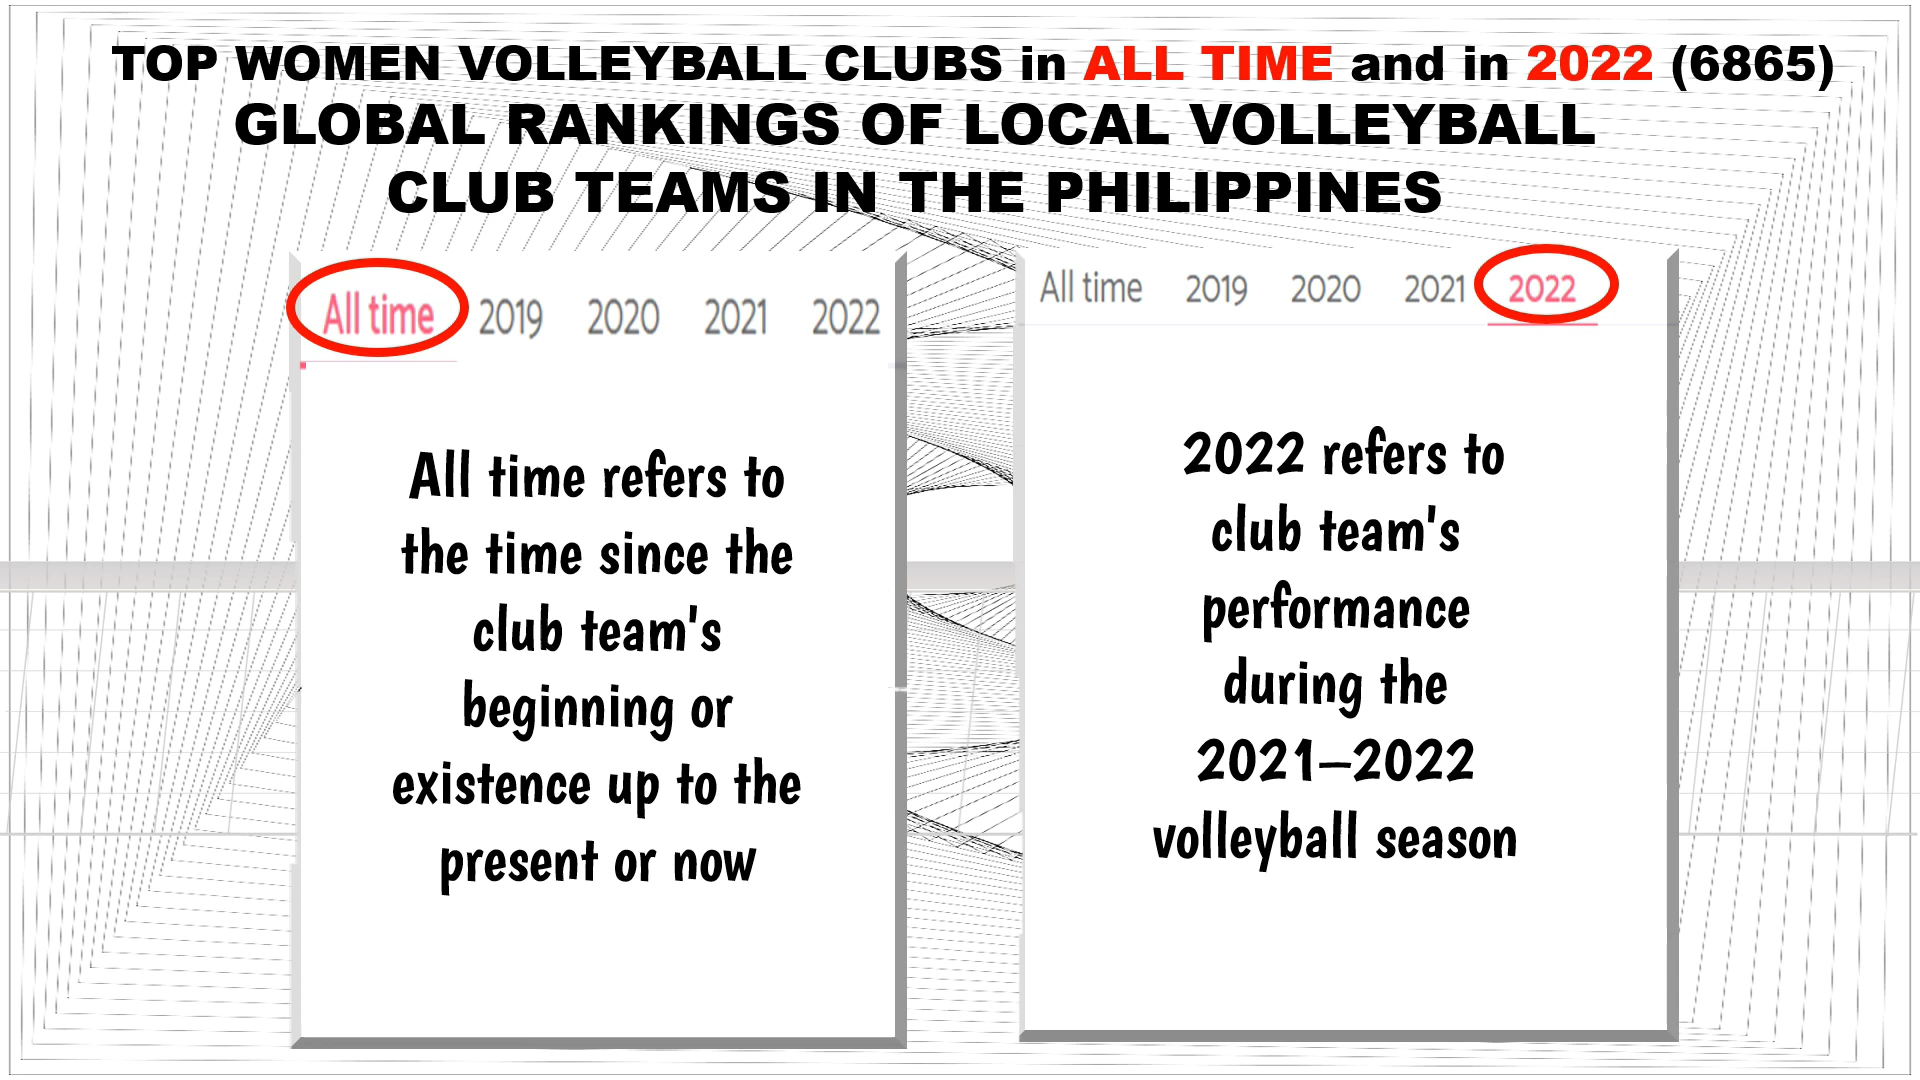 TOP WOMEN VOLLEYBALL CLUBS in ALL TIME and in 2022 (6865)
GLOBAL RANKINGS OF LOCAL VOLLEYBALL
CLUB TEAMS IN THE PHILIPPINES
All time 2019 2020 2021 2022
All time refers to
the time since the
club team's
beginning or
existence up to the
present or now
All time 2019 2020 2021 2022
2022 refers to
club team's
performance
during the
2021–2022
volleyball season